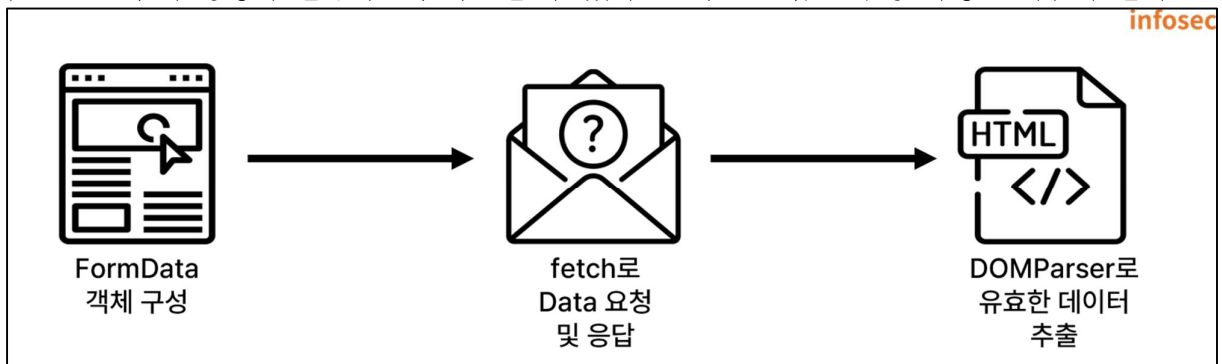 infosec
?
HTML
</>
FormData
객체 구성
fetch로
Data 요청
및 응답
DOMParser로
유효한 데이터
추출